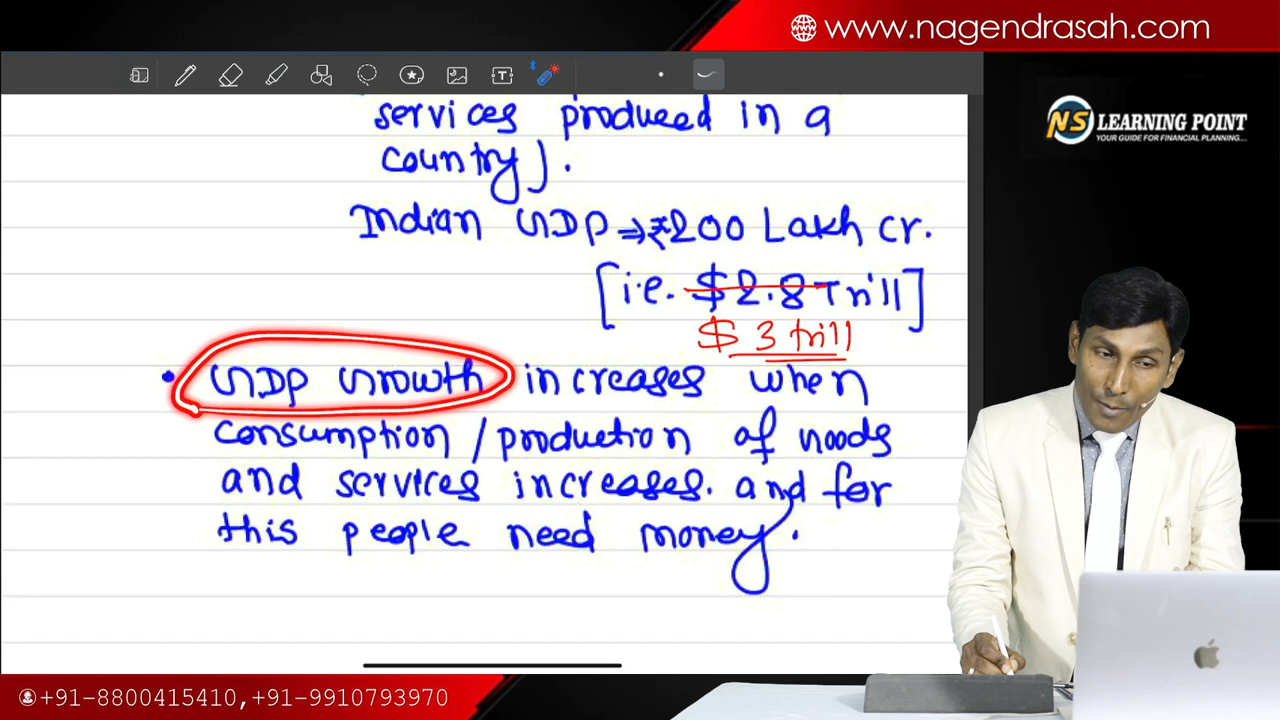 www.nagendrasah.com
NS LEARNING POINT
YOUR GUIDE FOR FINANCIAL PLANNING....
services produced in a
country).
Indian GDP ⇒ ₹200 Lakh cr.
[i.e. $2.8 Trill]
$ 3 trill
• GDP Growth increases when
consumption/production of goods
and services increases. and for
this people need money.
+91-8800415410,+91-9910793970